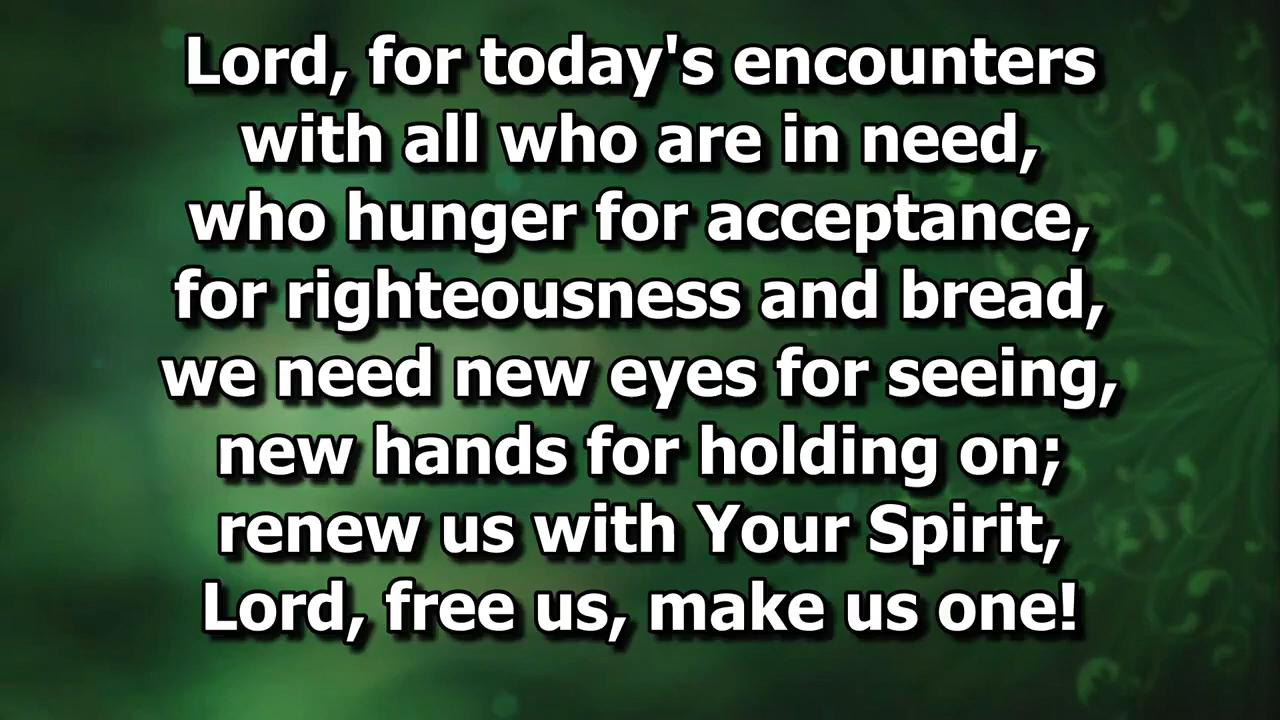 Lord, for today's encounters
with all who are in need,
who hunger for acceptance,
for righteousness and bread,
we need new eyes for seeing,
new hands for holding on;
renew us with Your Spirit,
Lord, free us, make us one!